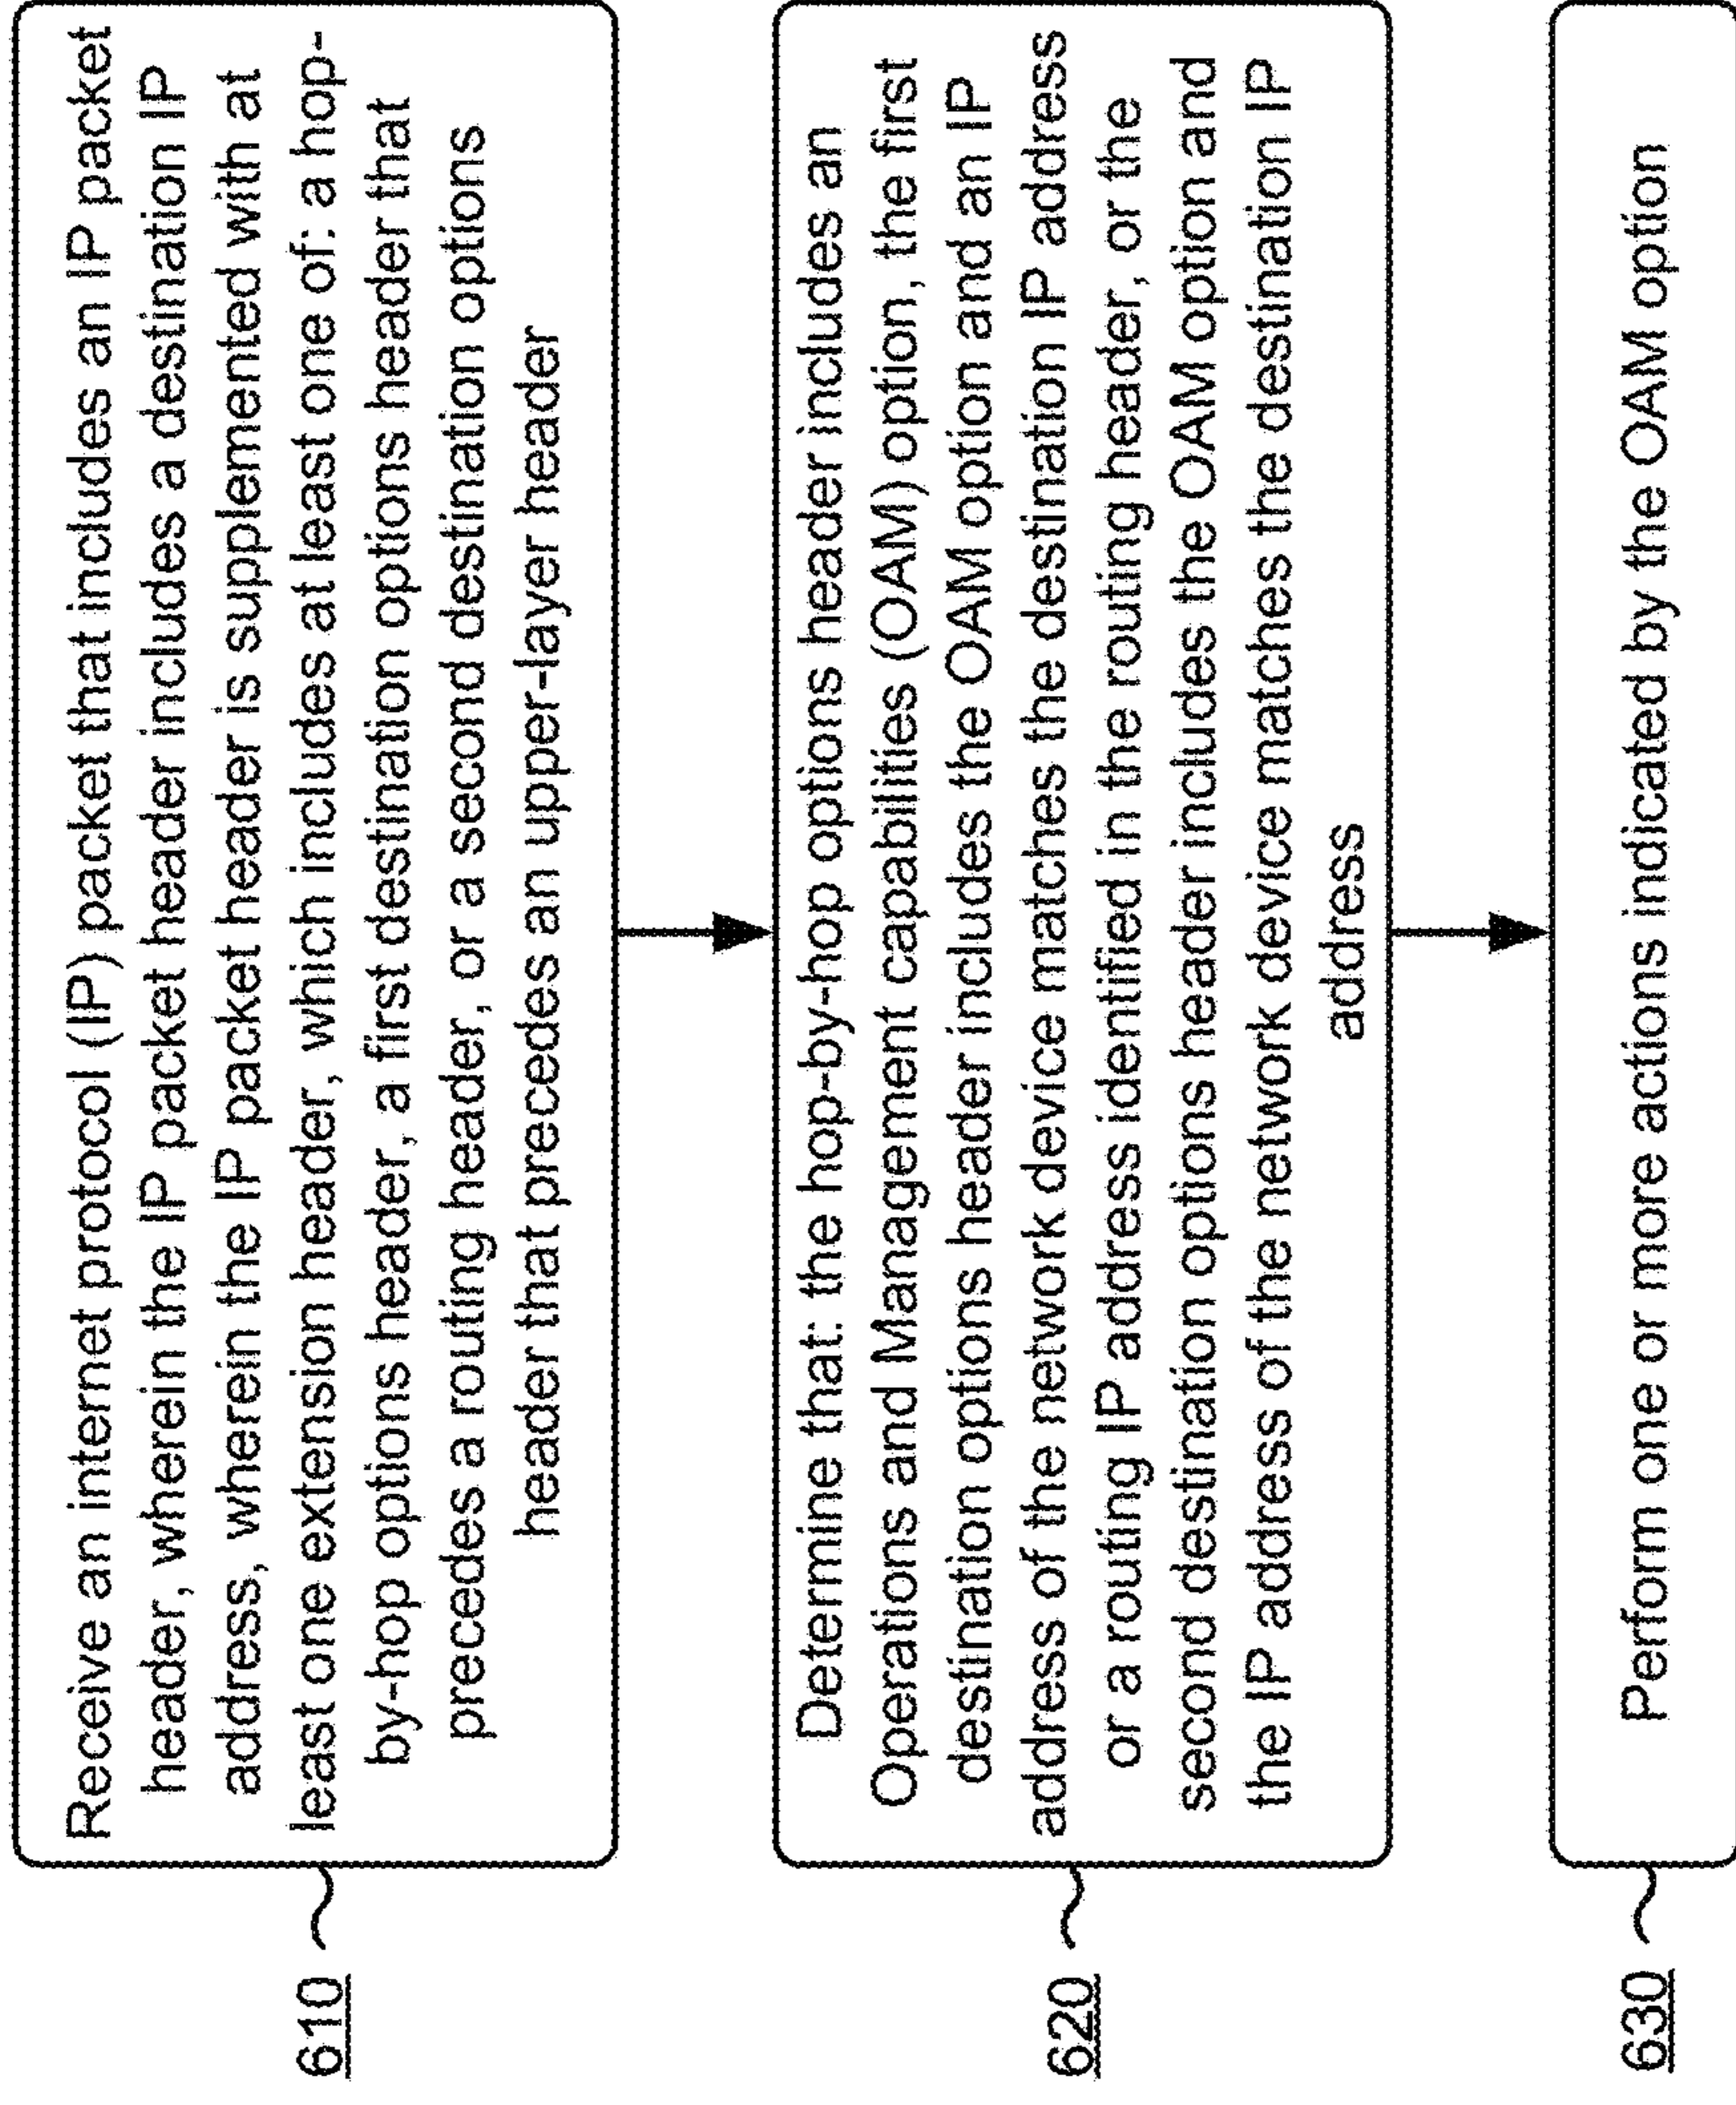 610
Receive an internet protocol (IP) packet that includes an IP packet
header, wherein the IP packet header includes a destination IP
address, wherein the IP packet header is supplemented with at
least one extension header, which includes at least one of: a hop-
by-hop options header, a first destination options header that
precedes a routing header, or a second destination options
header that precedes an upper-layer header
620
Determine that: the hop-by-hop options header includes an
Operations and Management capabilities (OAM) option, the first
destination options header includes the OAM option and an IP
address of the network device matches the destination IP address
or a routing IP address identified in the routing header, or the
second destination options header includes the OAM option and
the IP address of the network device matches the destination IP
address
630
Perform one or more actions indicated by the OAM option